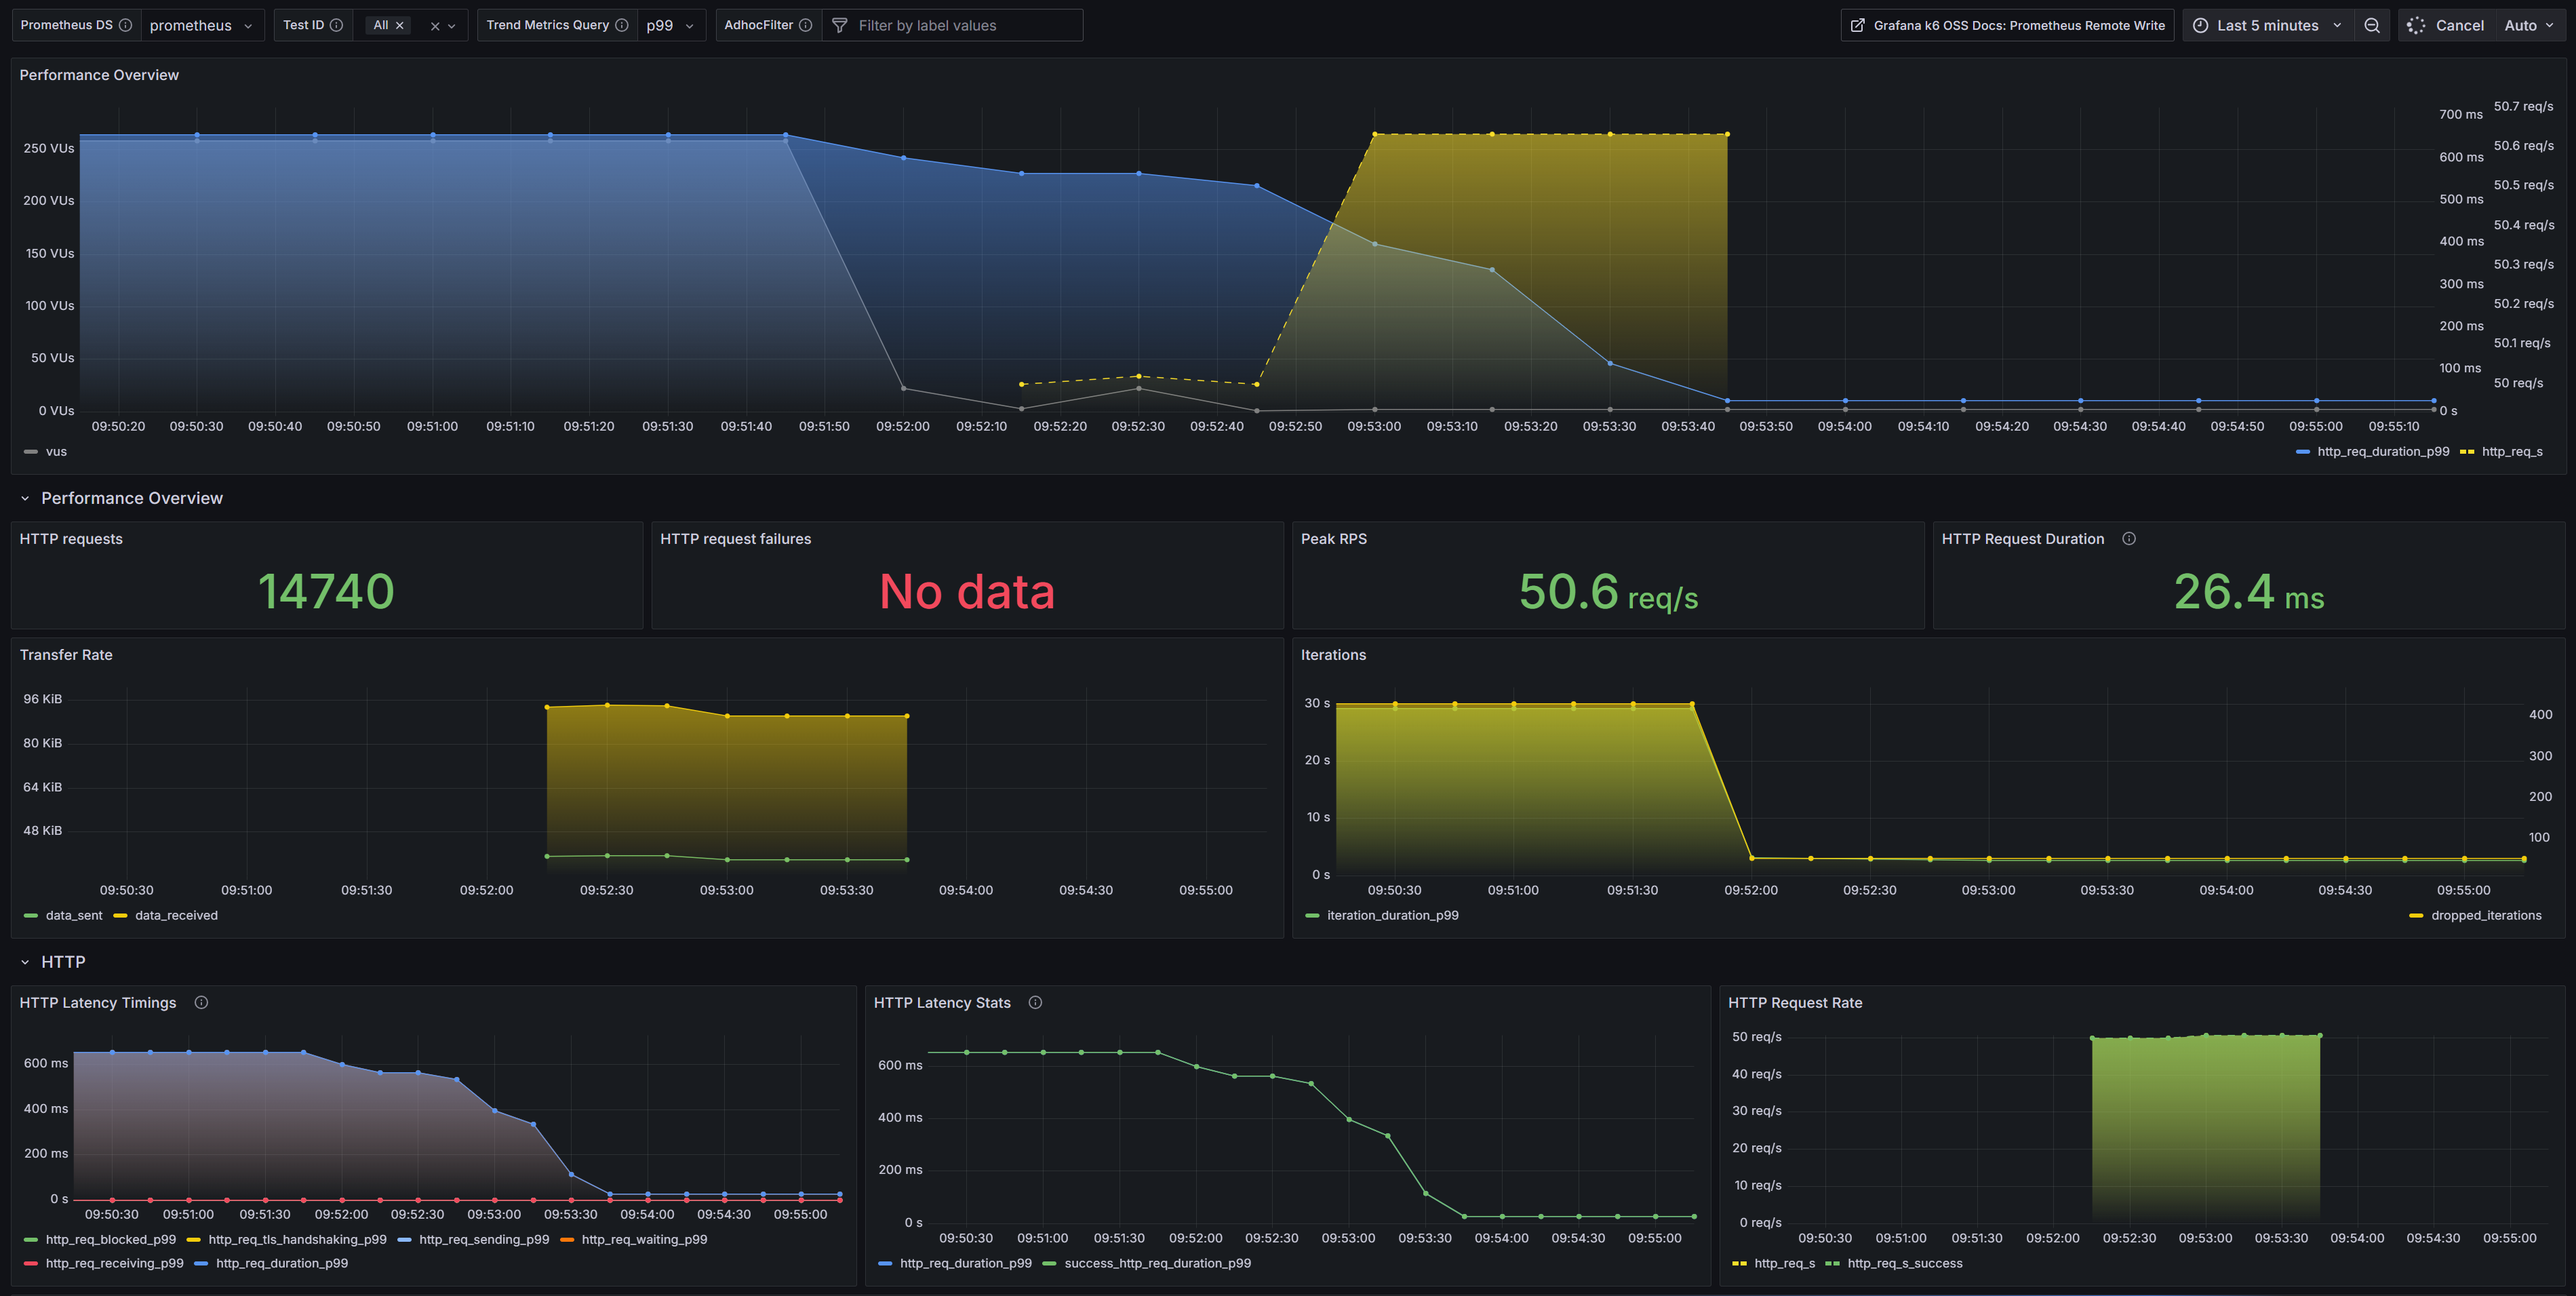 Prometheus DS prometheus Test ID All Trend Metrics Query p99 AdhocFilter Filter by label values Grafana k6 OSS Docs: Prometheus Remote Write Last 5 minutes Cancel Auto
Performance Overview
700 ms 50.7 req/s
250 VUs 600 ms 50.6 req/s
200 VUs 500 ms 50.5 req/s
150 VUs 400 ms 50.4 req/s
300 ms 50.3 req/s
100 VUs 200 ms 50.2 req/s
50 VUs 100 ms 50.1 req/s
50 req/s
0 VUs 0 s
09:50:20 09:50:30 09:50:40 09:50:50 09:51:00 09:51:10 09:51:20 09:51:30 09:51:40 09:51:50 09:52:00 09:52:10 09:52:20 09:52:30 09:52:40 09:52:50 09:53:00 09:53:10 09:53:20 09:53:30 09:53:40 09:53:50 09:54:00 09:54:10 09:54:20 09:54:30 09:54:40 09:54:50 09:55:00 09:55:10
vus http_req_duration_p99 http_req_s
Performance Overview
HTTP requests
14740
HTTP request failures
No data
Peak RPS
50.6 req/s
HTTP Request Duration
26.4 ms
Transfer Rate
96 KiB
80 KiB
64 KiB
48 KiB
09:50:30 09:51:00 09:51:30 09:52:00 09:52:30 09:53:00 09:53:30 09:54:00 09:54:30 09:55:00
data_sent data_received
Iterations
30 s 400
20 s 300
200
10 s 100
0 s
09:50:30 09:51:00 09:51:30 09:52:00 09:52:30 09:53:00 09:53:30 09:54:00 09:54:30 09:55:00
iteration_duration_p99 dropped_iterations
HTTP
HTTP Latency Timings
600 ms
400 ms
200 ms
0 s
09:50:30 09:51:00 09:51:30 09:52:00 09:52:30 09:53:00 09:53:30 09:54:00 09:54:30 09:55:00
http_req_blocked_p99 http_req_tls_handshaking_p99 http_req_sending_p99 http_req_waiting_p99
http_req_receiving_p99 http_req_duration_p99
HTTP Latency Stats
600 ms
400 ms
200 ms
0 s
09:50:30 09:51:00 09:51:30 09:52:00 09:52:30 09:53:00 09:53:30 09:54:00 09:54:30 09:55:00
http_req_duration_p99 success_http_req_duration_p99
HTTP Request Rate
50 req/s
40 req/s
30 req/s
20 req/s
10 req/s
0 req/s
09:50:30 09:51:00 09:51:30 09:52:00 09:52:30 09:53:00 09:53:30 09:54:00 09:54:30 09:55:00
http_req_s http_req_s_success